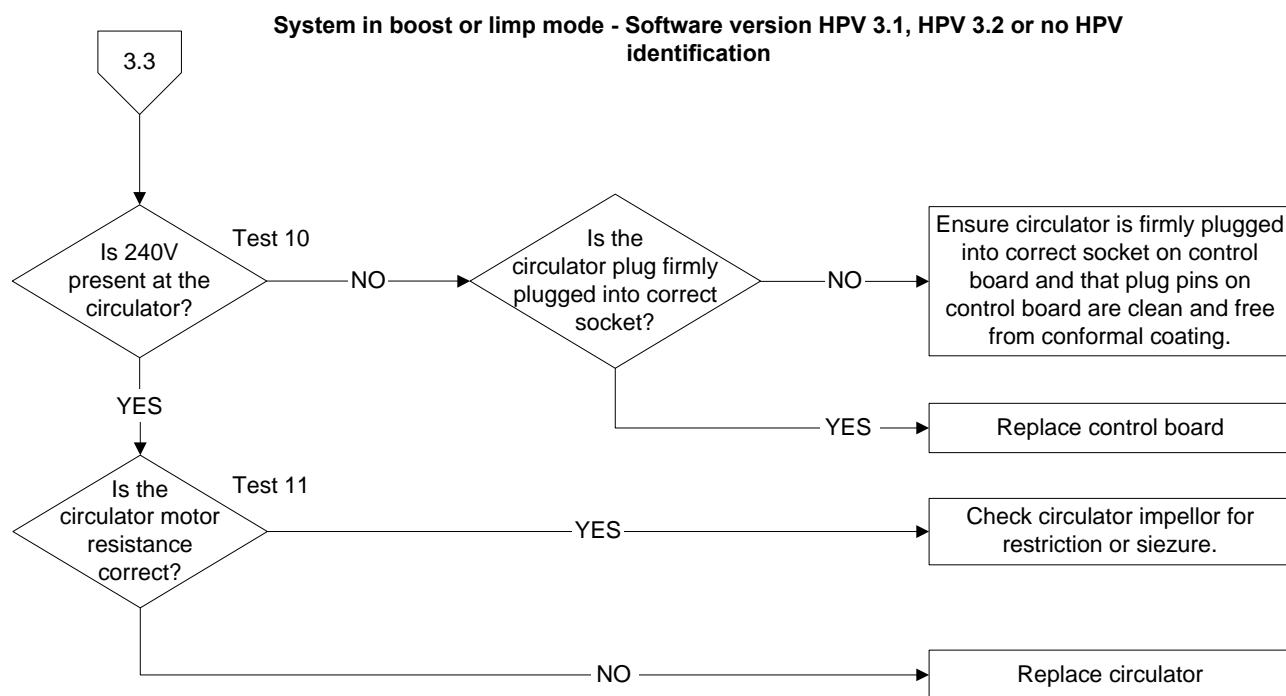 System in boost or limp mode - Software version HPV 3.1, HPV 3.2 or no HPV
identification
3.3
Is 240V
present at the
circulator?
Test 10
NO
Is the
circulator plug firmly
plugged into correct
socket?
NO
Ensure circulator is firmly plugged
into correct socket on control
board and that plug pins on
control board are clean and free
from conformal coating.
YES
YES
Replace control board
Is the
circulator motor
resistance
correct?
Test 11
YES
Check circulator impellor for
restriction or siezure.
NO
Replace circulator